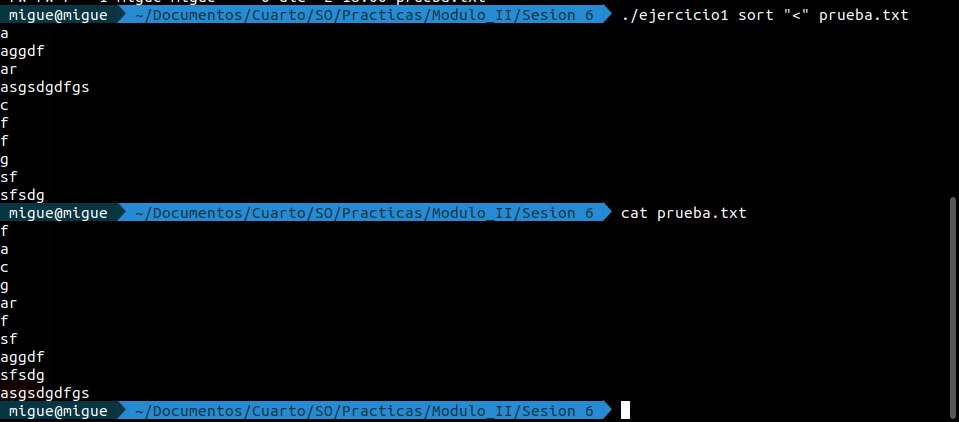 migue@migue ~/Documentos/Cuarto/SO/Practicas/Modulo_II/Sesion 6 ./ejercicio1 sort "<" prueba.txt
a
aggdf
ar
asgsdgdfgs
c
f
f
g
sf
sfsdg
migue@migue ~/Documentos/Cuarto/SO/Practicas/Modulo_II/Sesion 6 cat prueba.txt
f
a
c
g
ar
f
sf
aggdf
sfsdg
asgsdgdfgs
migue@migue ~/Documentos/Cuarto/SO/Practicas/Modulo_II/Sesion 6